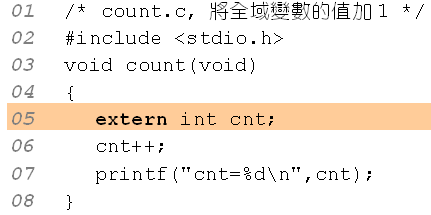 01 /* count.c, 將全域變數的值加 1 */
02 #include <stdio.h>
03 void count(void)
04 {
05    extern int cnt;
06    cnt++;
07    printf("cnt=%d\n",cnt);
08 }